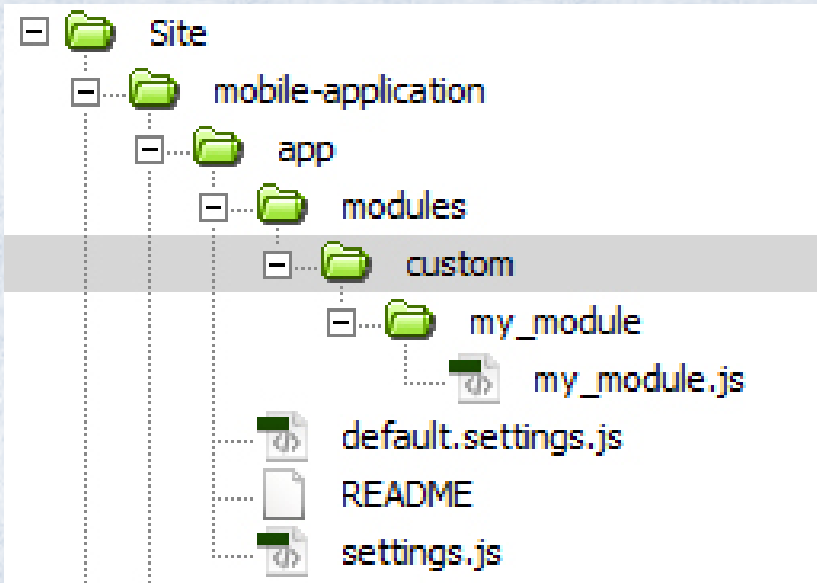 Site
mobile-application
app
modules
custom
my_module
my_module.js
default.settings.js
README
settings.js